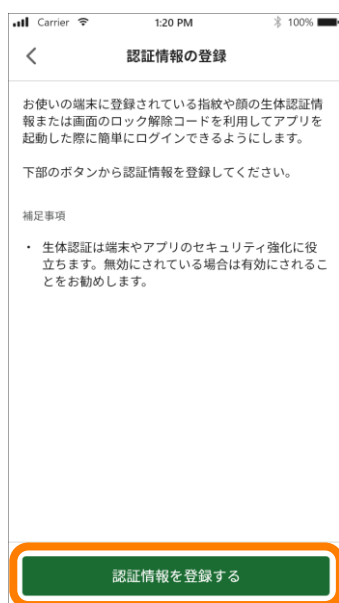 Carrier 1:20 PM 100%
認証情報の登録
お使いの端末に登録されている指紋や顔の生体認証情
報または画面のロック解除コードを利用してアプリを
起動した際に簡単にログインできるようにします。
下部のボタンから認証情報を登録してください。
補足事項
・ 生体認証は端末やアプリのセキュリティ強化に役
立ちます。無効にされている場合は有効にされるこ
とをお勧めします。
認証情報を登録する